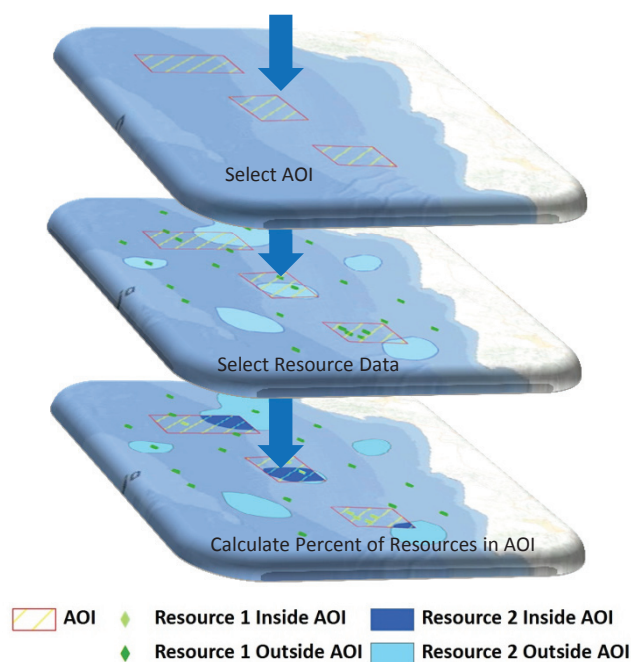 Select AOI
Select Resource Data
Calculate Percent of Resources in AOI
AOI
Resource 1 Inside AOI
Resource 2 Inside AOI
Resource 1 Outside AOI
Resource 2 Outside AOI